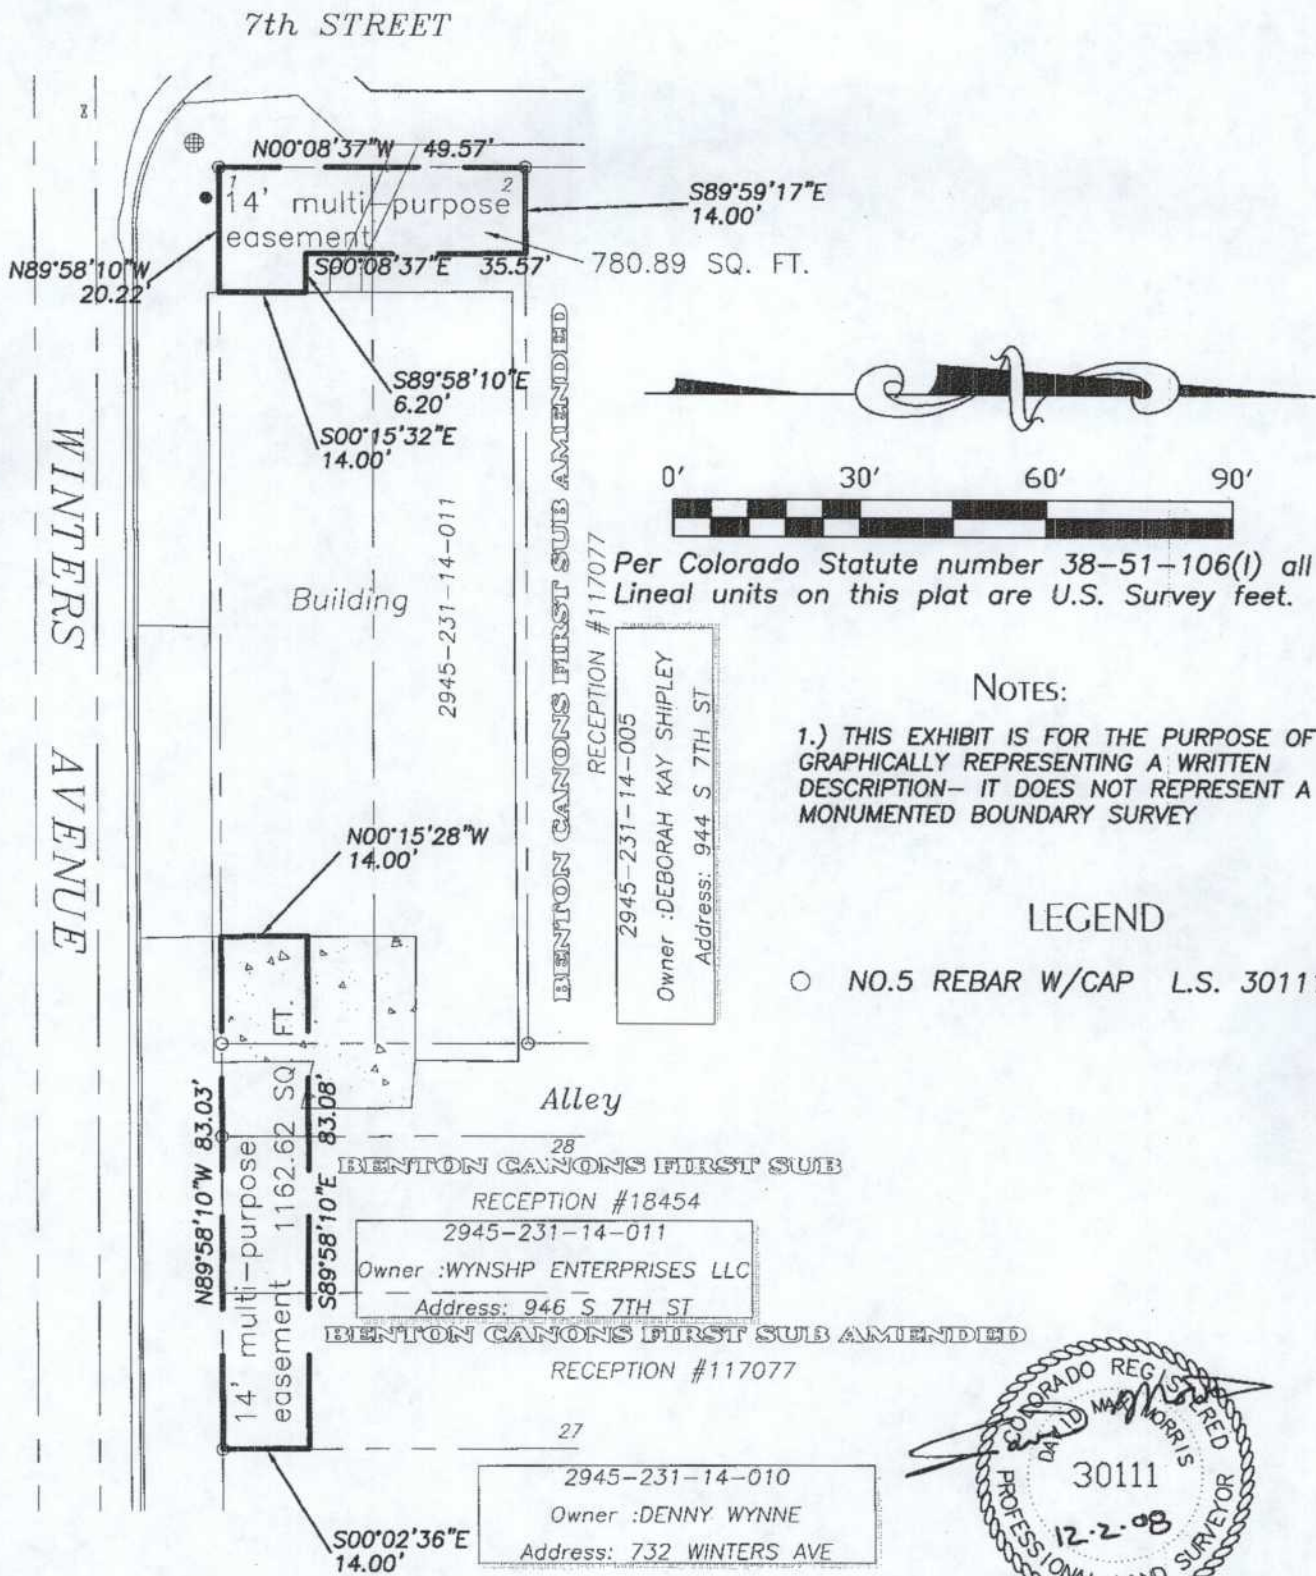 7th STREET
N00°08'37"W 49.57'
1
2
14' multi-purpose
easement
S89°59'17"E
14.00'
N89°58'10"W
20.22'
S00°08'37"E 35.57'
780.89 SQ. FT.
S89°58'10"E
6.20'
S00°15'32"E
14.00'
WINTERS AVENUE
Building
2945-231-14-011
BENTON CANONS FIRST SUB AMENDED
RECEPTION #117077
0' 30' 60' 90'
Per Colorado Statute number 38-51-106(l) all
Lineal units on this plat are U.S. Survey feet.
2945-231-14-005
Owner :DEBORAH KAY SHIPLEY
Address: 944 S 7TH ST
NOTES:
1.) THIS EXHIBIT IS FOR THE PURPOSE OF
GRAPHICALLY REPRESENTING A WRITTEN
DESCRIPTION- IT DOES NOT REPRESENT A
MONUMENTED BOUNDARY SURVEY
N00°15'28"W
14.00'
LEGEND
NO.5 REBAR W/CAP L.S. 30111
N89°58'10"W 83.03'
14' multi-purpose
easement 1162.62 SQ. FT.
S89°58'10"E 83.08'
Alley
28
BENTON CANONS FIRST SUB
RECEPTION #18454
2945-231-14-011
Owner :WYNSHP ENTERPRISES LLC
Address: 946 S 7TH ST
BENTON CANONS FIRST SUB AMENDED
RECEPTION #117077
27
2945-231-14-010
Owner :DENNY WYNNE
Address: 732 WINTERS AVE
S00°02'36"E
14.00'
COLORADO REGISTERED
DAVID MAX MORRIS
30111
12-2-08
PROFESSIONAL LAND SURVEYOR